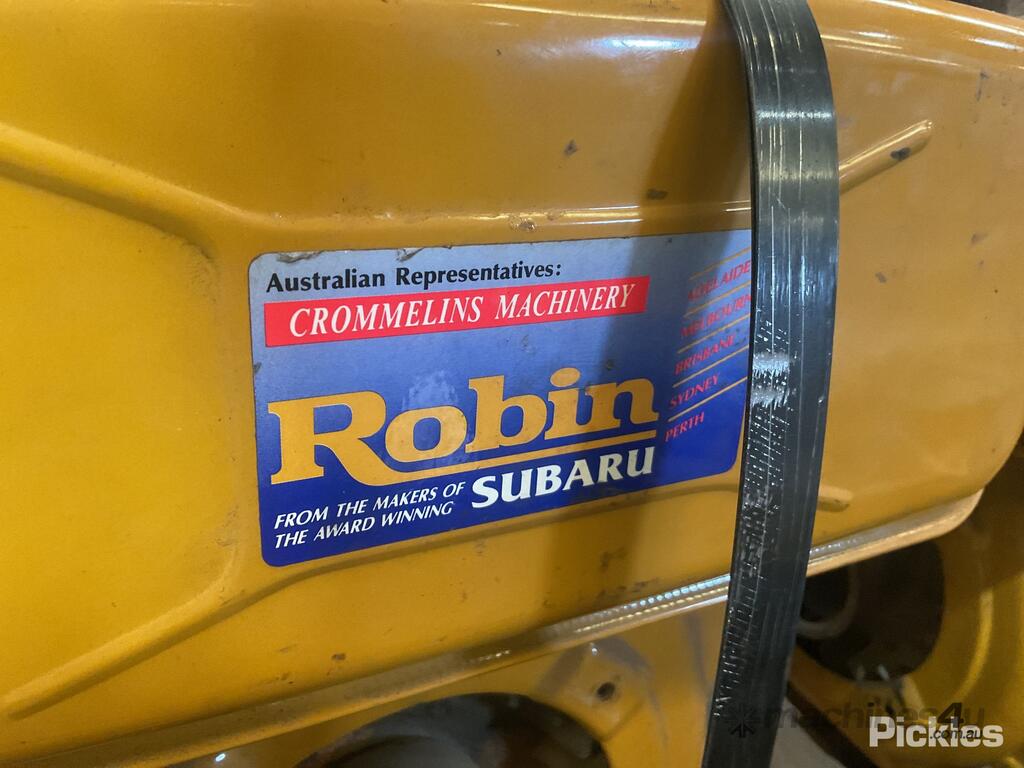 Australian Representatives:
CROMMELINS MACHINERY
ADELAIDE
MELBOURN
BRISBANE
SYDNEY
PERTH
Robin
SUBARU
FROM THE MAKERS OF
THE AWARD WINNING
machines4u
.com.au
Pickles